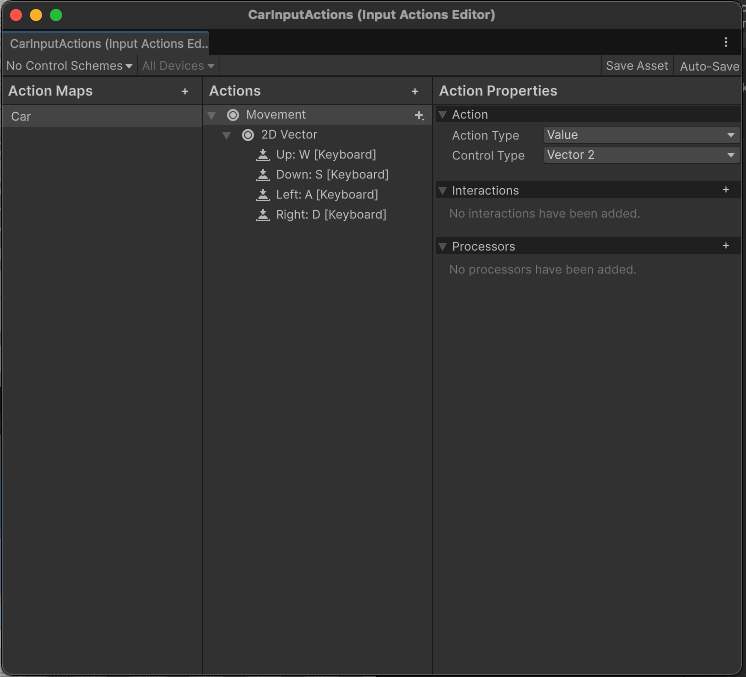 CarInputActions (Input Actions Editor)
CarInputActions (Input Actions Ed..
No Control Schemes All Devices Save Asset Auto-Save
Action Maps + Actions + Action Properties
Car Movement + Action
2D Vector Action Type Value
Up: W [Keyboard] Control Type Vector 2
Down: S [Keyboard]
Left: A [Keyboard] Interactions +
Right: D [Keyboard] No interactions have been added.
Processors +
No processors have been added.